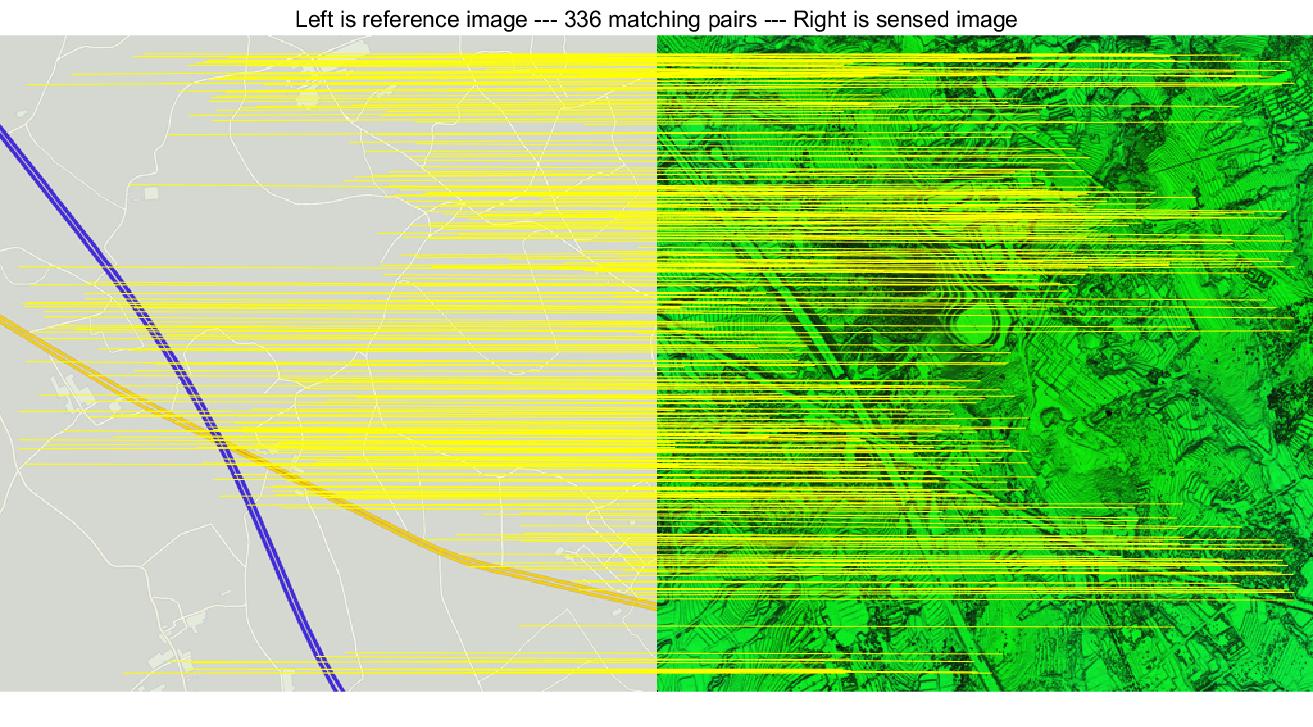 Left is reference image --- 336 matching pairs --- Right is sensed image